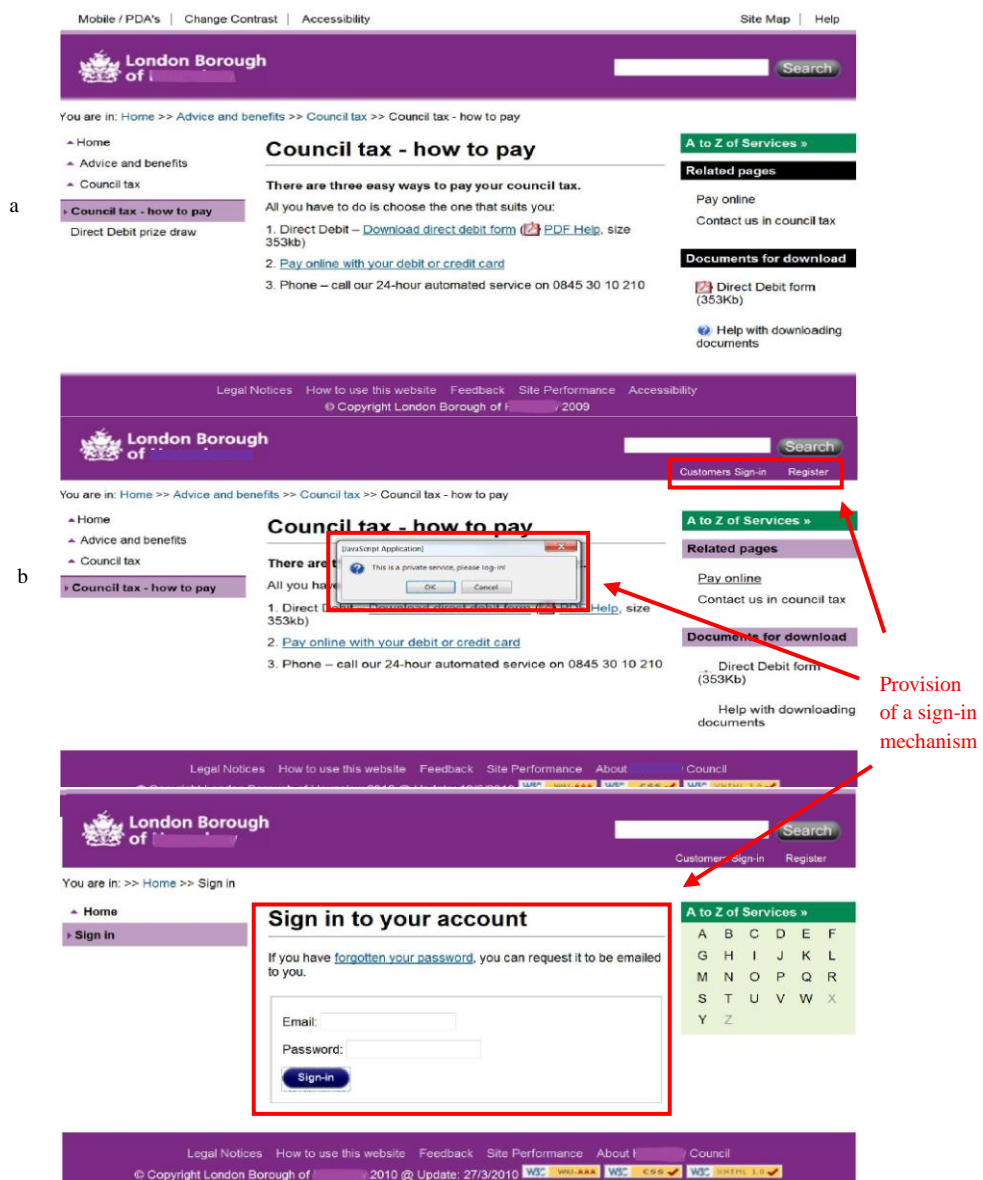 Mobile / PDA's | Change Contrast | Accessibility
Site Map | Help
London Borough
of
Search
You are in: Home >> Advice and benefits >> Council tax >> Council tax - how to pay
Home
Advice and benefits
Council tax
Council tax - how to pay
Direct Debit prize draw
a
Council tax - how to pay
There are three easy ways to pay your council tax.
All you have to do is choose the one that suits you:
1. Direct Debit – Download direct debit form (PDF Help, size
353kb)
2. Pay online with your debit or credit card
3. Phone – call our 24-hour automated service on 0845 30 10 210
A to Z of Services »
Related pages
Pay online
Contact us in council tax
Documents for download
Direct Debit form
(353Kb)
Help with downloading
documents
Legal Notices How to use this website Feedback Site Performance Accessibility
© Copyright London Borough of 2009
London Borough
of
Search
Customers Sign-in Register
You are in: Home >> Advice and benefits >> Council tax >> Council tax - how to pay
Home
Advice and benefits
Council tax
Council tax - how to pay
b
Council tax - how to pay
There are
All you
1. Direct Download direct debit form (PDF Help, size
353kb)
2. Pay online with your debit or credit card
3. Phone – call our 24-hour automated service on 0845 30 10 210
[JavaScript Application]
This is a private service, please log-in!
OK Cancel
A to Z of Services »
Related pages
Pay online
Contact us in council tax
Documents for download
Direct Debit form
(353Kb)
Help with downloading
documents
Provision
of a sign-in
mechanism
Legal Notices How to use this website Feedback Site Performance About Council
London Borough
of
Search
Customers Sign-in Register
You are in: >> Home >> Sign in
Home
Sign in
Sign in to your account
If you have forgotten your password, you can request it to be emailed
to you.
Email:
Password:
Sign-in
A to Z of Services »
A B C D E F
G H I J K L
M N O P Q R
S T U V W X
Y Z
Legal Notices How to use this website Feedback Site Performance About Council
© Copyright London Borough of 2010 @ Update: 27/3/2010 W3C WAI-AAA W3C CSS W3C XHTML 1.0